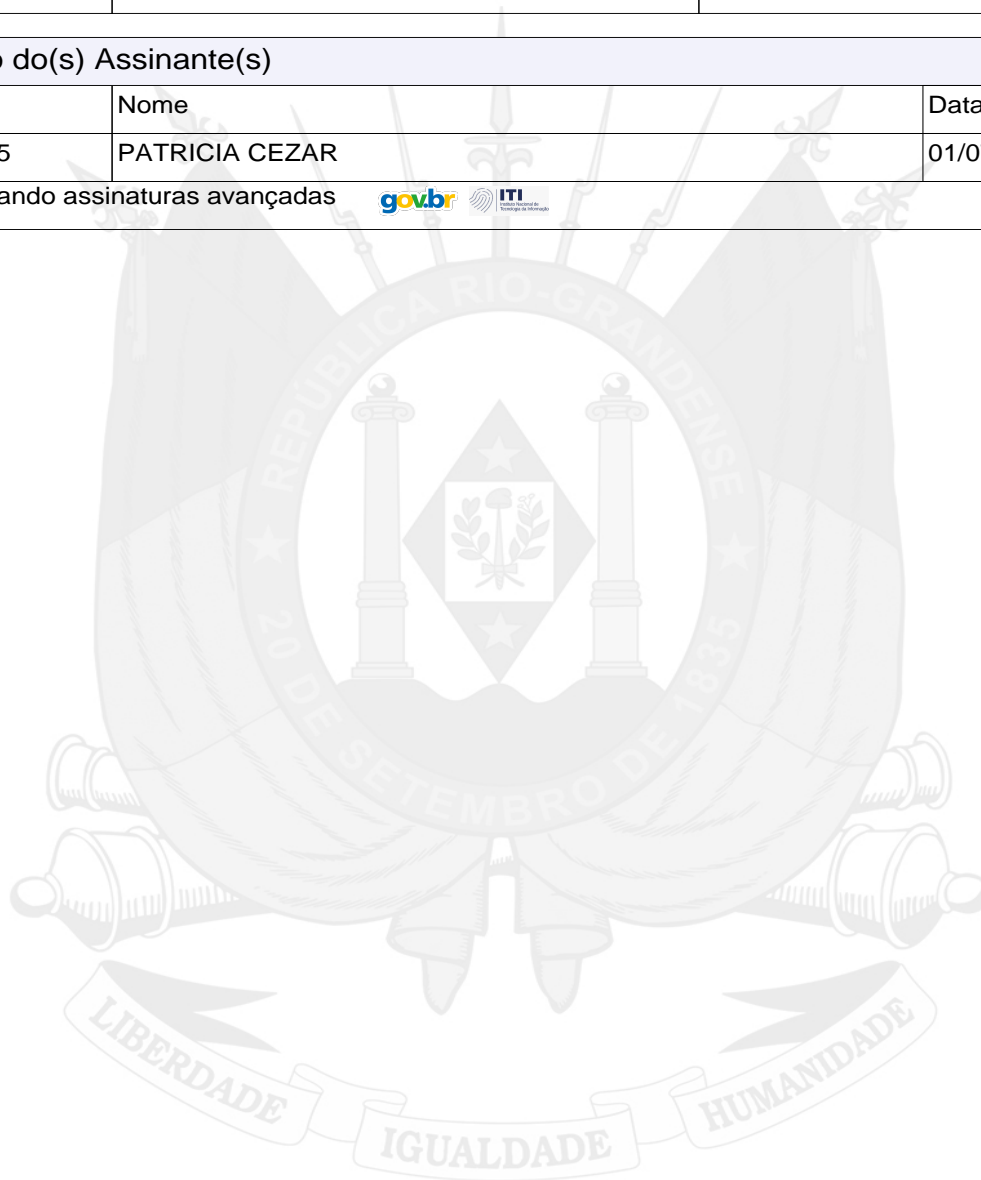 o do(s) Assinante(s)
Nome Data
5 PATRICIA CEZAR 01/0
ando assinaturas avançadas gov.br ITI
REPÚBLICA RIO-GRANDENSE
20 DE SETEMBRO DE 1835
LIBERDADE IGUALDADE HUMANIDADE